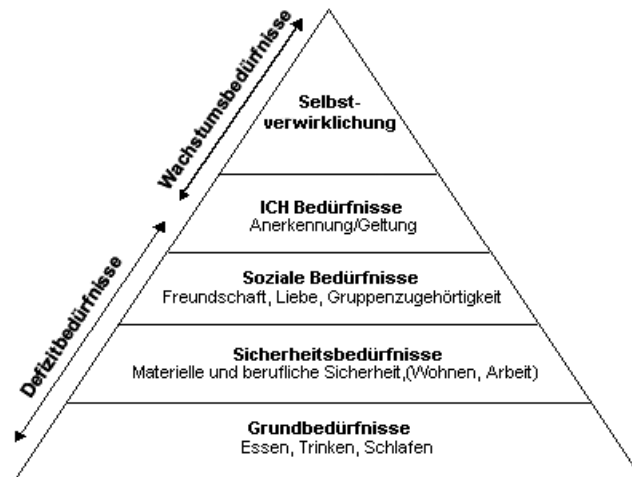 Wachstumsbedürfnisse
Defizitbedürfnisse
Selbst-
verwirklichung
ICH Bedürfnisse
Anerkennung/Geltung
Soziale Bedürfnisse
Freundschaft, Liebe, Gruppenzugehörtigkeit
Sicherheitsbedürfnisse
Materielle und berufliche Sicherheit,(Wohnen, Arbeit)
Grundbedürfnisse
Essen, Trinken, Schlafen